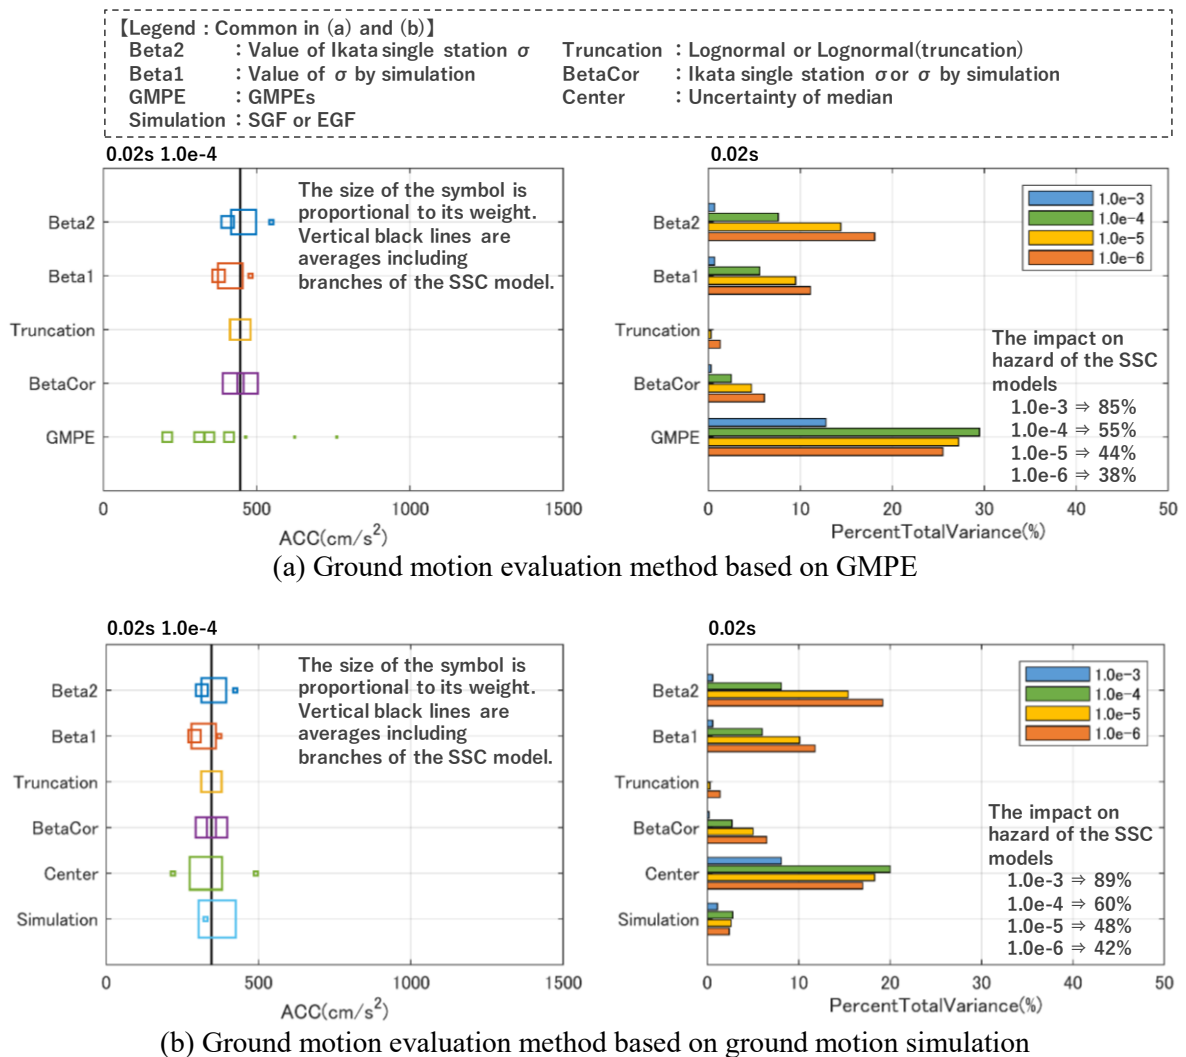 【Legend : Common in (a) and (b)】
Beta2 : Value of Ikata single station σ Truncation : Lognormal or Lognormal(truncation)
Beta1 : Value of σ by simulation BetaCor : Ikata single station σ or σ by simulation
GMPE : GMPEs Center : Uncertainty of median
Simulation : SGF or EGF
0.02s 1.0e-4
The size of the symbol is
proportional to its weight.
Vertical black lines are
averages including
branches of the SSC model.
Beta2
Beta1
Truncation
BetaCor
GMPE
0 500 1000 1500
ACC(cm/s²)
0.02s
1.0e-3
1.0e-4
1.0e-5
1.0e-6
Beta2
Beta1
Truncation
BetaCor
GMPE
The impact on
hazard of the SSC
models
1.0e-3 ⇒ 85%
1.0e-4 ⇒ 55%
1.0e-5 ⇒ 44%
1.0e-6 ⇒ 38%
0 10 20 30 40 50
PercentTotalVariance(%)
(a) Ground motion evaluation method based on GMPE
0.02s 1.0e-4
The size of the symbol is
proportional to its weight.
Vertical black lines are
averages including
branches of the SSC model.
Beta2
Beta1
Truncation
BetaCor
Center
Simulation
0 500 1000 1500
ACC(cm/s²)
0.02s
1.0e-3
1.0e-4
1.0e-5
1.0e-6
Beta2
Beta1
Truncation
BetaCor
Center
Simulation
The impact on
hazard of the SSC
models
1.0e-3 ⇒ 89%
1.0e-4 ⇒ 60%
1.0e-5 ⇒ 48%
1.0e-6 ⇒ 42%
0 10 20 30 40 50
PercentTotalVariance(%)
(b) Ground motion evaluation method based on ground motion simulation